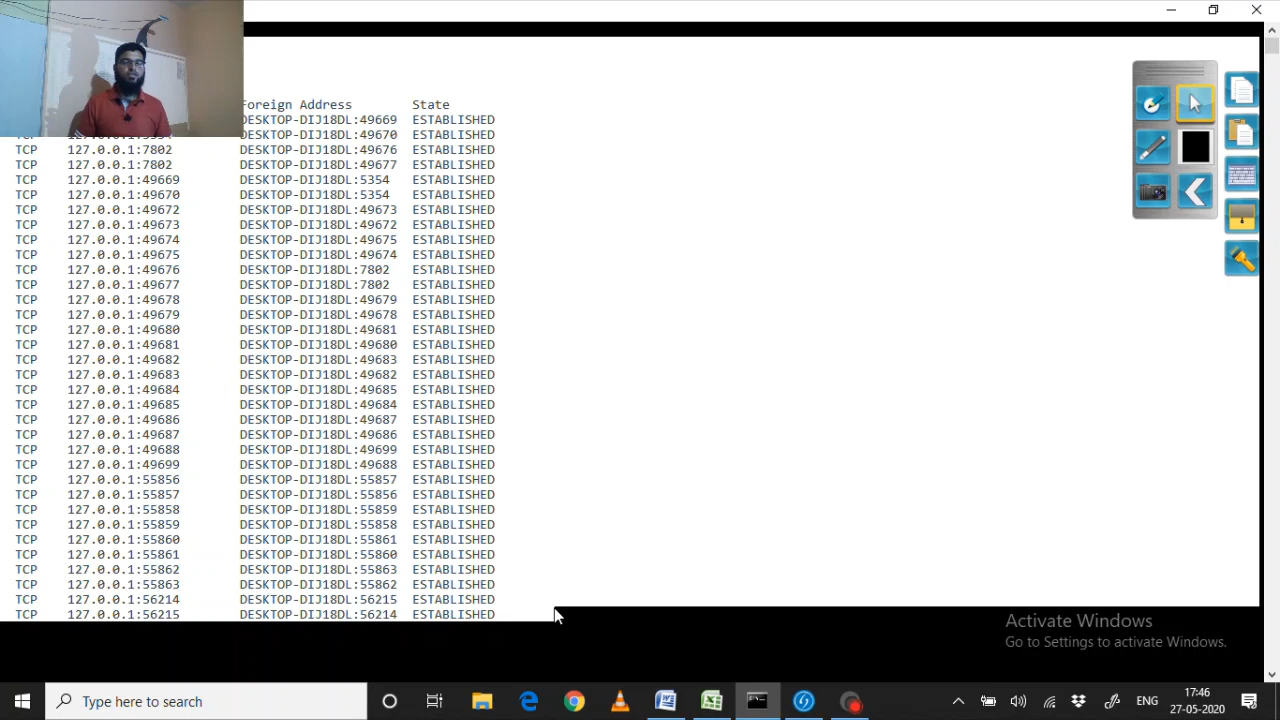 Foreign Address State
DESKTOP-DIJ18DL:49669 ESTABLISHED
DESKTOP-DIJ18DL:49670 ESTABLISHED
TCP 127.0.0.1:7802 DESKTOP-DIJ18DL:49676 ESTABLISHED
TCP 127.0.0.1:7802 DESKTOP-DIJ18DL:49677 ESTABLISHED
TCP 127.0.0.1:49669 DESKTOP-DIJ18DL:5354 ESTABLISHED
TCP 127.0.0.1:49670 DESKTOP-DIJ18DL:5354 ESTABLISHED
TCP 127.0.0.1:49672 DESKTOP-DIJ18DL:49673 ESTABLISHED
TCP 127.0.0.1:49673 DESKTOP-DIJ18DL:49672 ESTABLISHED
TCP 127.0.0.1:49674 DESKTOP-DIJ18DL:49675 ESTABLISHED
TCP 127.0.0.1:49675 DESKTOP-DIJ18DL:49674 ESTABLISHED
TCP 127.0.0.1:49676 DESKTOP-DIJ18DL:7802 ESTABLISHED
TCP 127.0.0.1:49677 DESKTOP-DIJ18DL:7802 ESTABLISHED
TCP 127.0.0.1:49678 DESKTOP-DIJ18DL:49679 ESTABLISHED
TCP 127.0.0.1:49679 DESKTOP-DIJ18DL:49678 ESTABLISHED
TCP 127.0.0.1:49680 DESKTOP-DIJ18DL:49681 ESTABLISHED
TCP 127.0.0.1:49681 DESKTOP-DIJ18DL:49680 ESTABLISHED
TCP 127.0.0.1:49682 DESKTOP-DIJ18DL:49683 ESTABLISHED
TCP 127.0.0.1:49683 DESKTOP-DIJ18DL:49682 ESTABLISHED
TCP 127.0.0.1:49684 DESKTOP-DIJ18DL:49685 ESTABLISHED
TCP 127.0.0.1:49685 DESKTOP-DIJ18DL:49684 ESTABLISHED
TCP 127.0.0.1:49686 DESKTOP-DIJ18DL:49687 ESTABLISHED
TCP 127.0.0.1:49687 DESKTOP-DIJ18DL:49686 ESTABLISHED
TCP 127.0.0.1:49688 DESKTOP-DIJ18DL:49699 ESTABLISHED
TCP 127.0.0.1:49699 DESKTOP-DIJ18DL:49688 ESTABLISHED
TCP 127.0.0.1:55856 DESKTOP-DIJ18DL:55857 ESTABLISHED
TCP 127.0.0.1:55857 DESKTOP-DIJ18DL:55856 ESTABLISHED
TCP 127.0.0.1:55858 DESKTOP-DIJ18DL:55859 ESTABLISHED
TCP 127.0.0.1:55859 DESKTOP-DIJ18DL:55858 ESTABLISHED
TCP 127.0.0.1:55860 DESKTOP-DIJ18DL:55861 ESTABLISHED
TCP 127.0.0.1:55861 DESKTOP-DIJ18DL:55860 ESTABLISHED
TCP 127.0.0.1:55862 DESKTOP-DIJ18DL:55863 ESTABLISHED
TCP 127.0.0.1:55863 DESKTOP-DIJ18DL:55862 ESTABLISHED
TCP 127.0.0.1:56214 DESKTOP-DIJ18DL:56215 ESTABLISHED
TCP 127.0.0.1:56215 DESKTOP-DIJ18DL:56214 ESTABLISHED
Activate Windows
Go to Settings to activate Windows.
Type here to search
ENG
17:46
27-05-2020